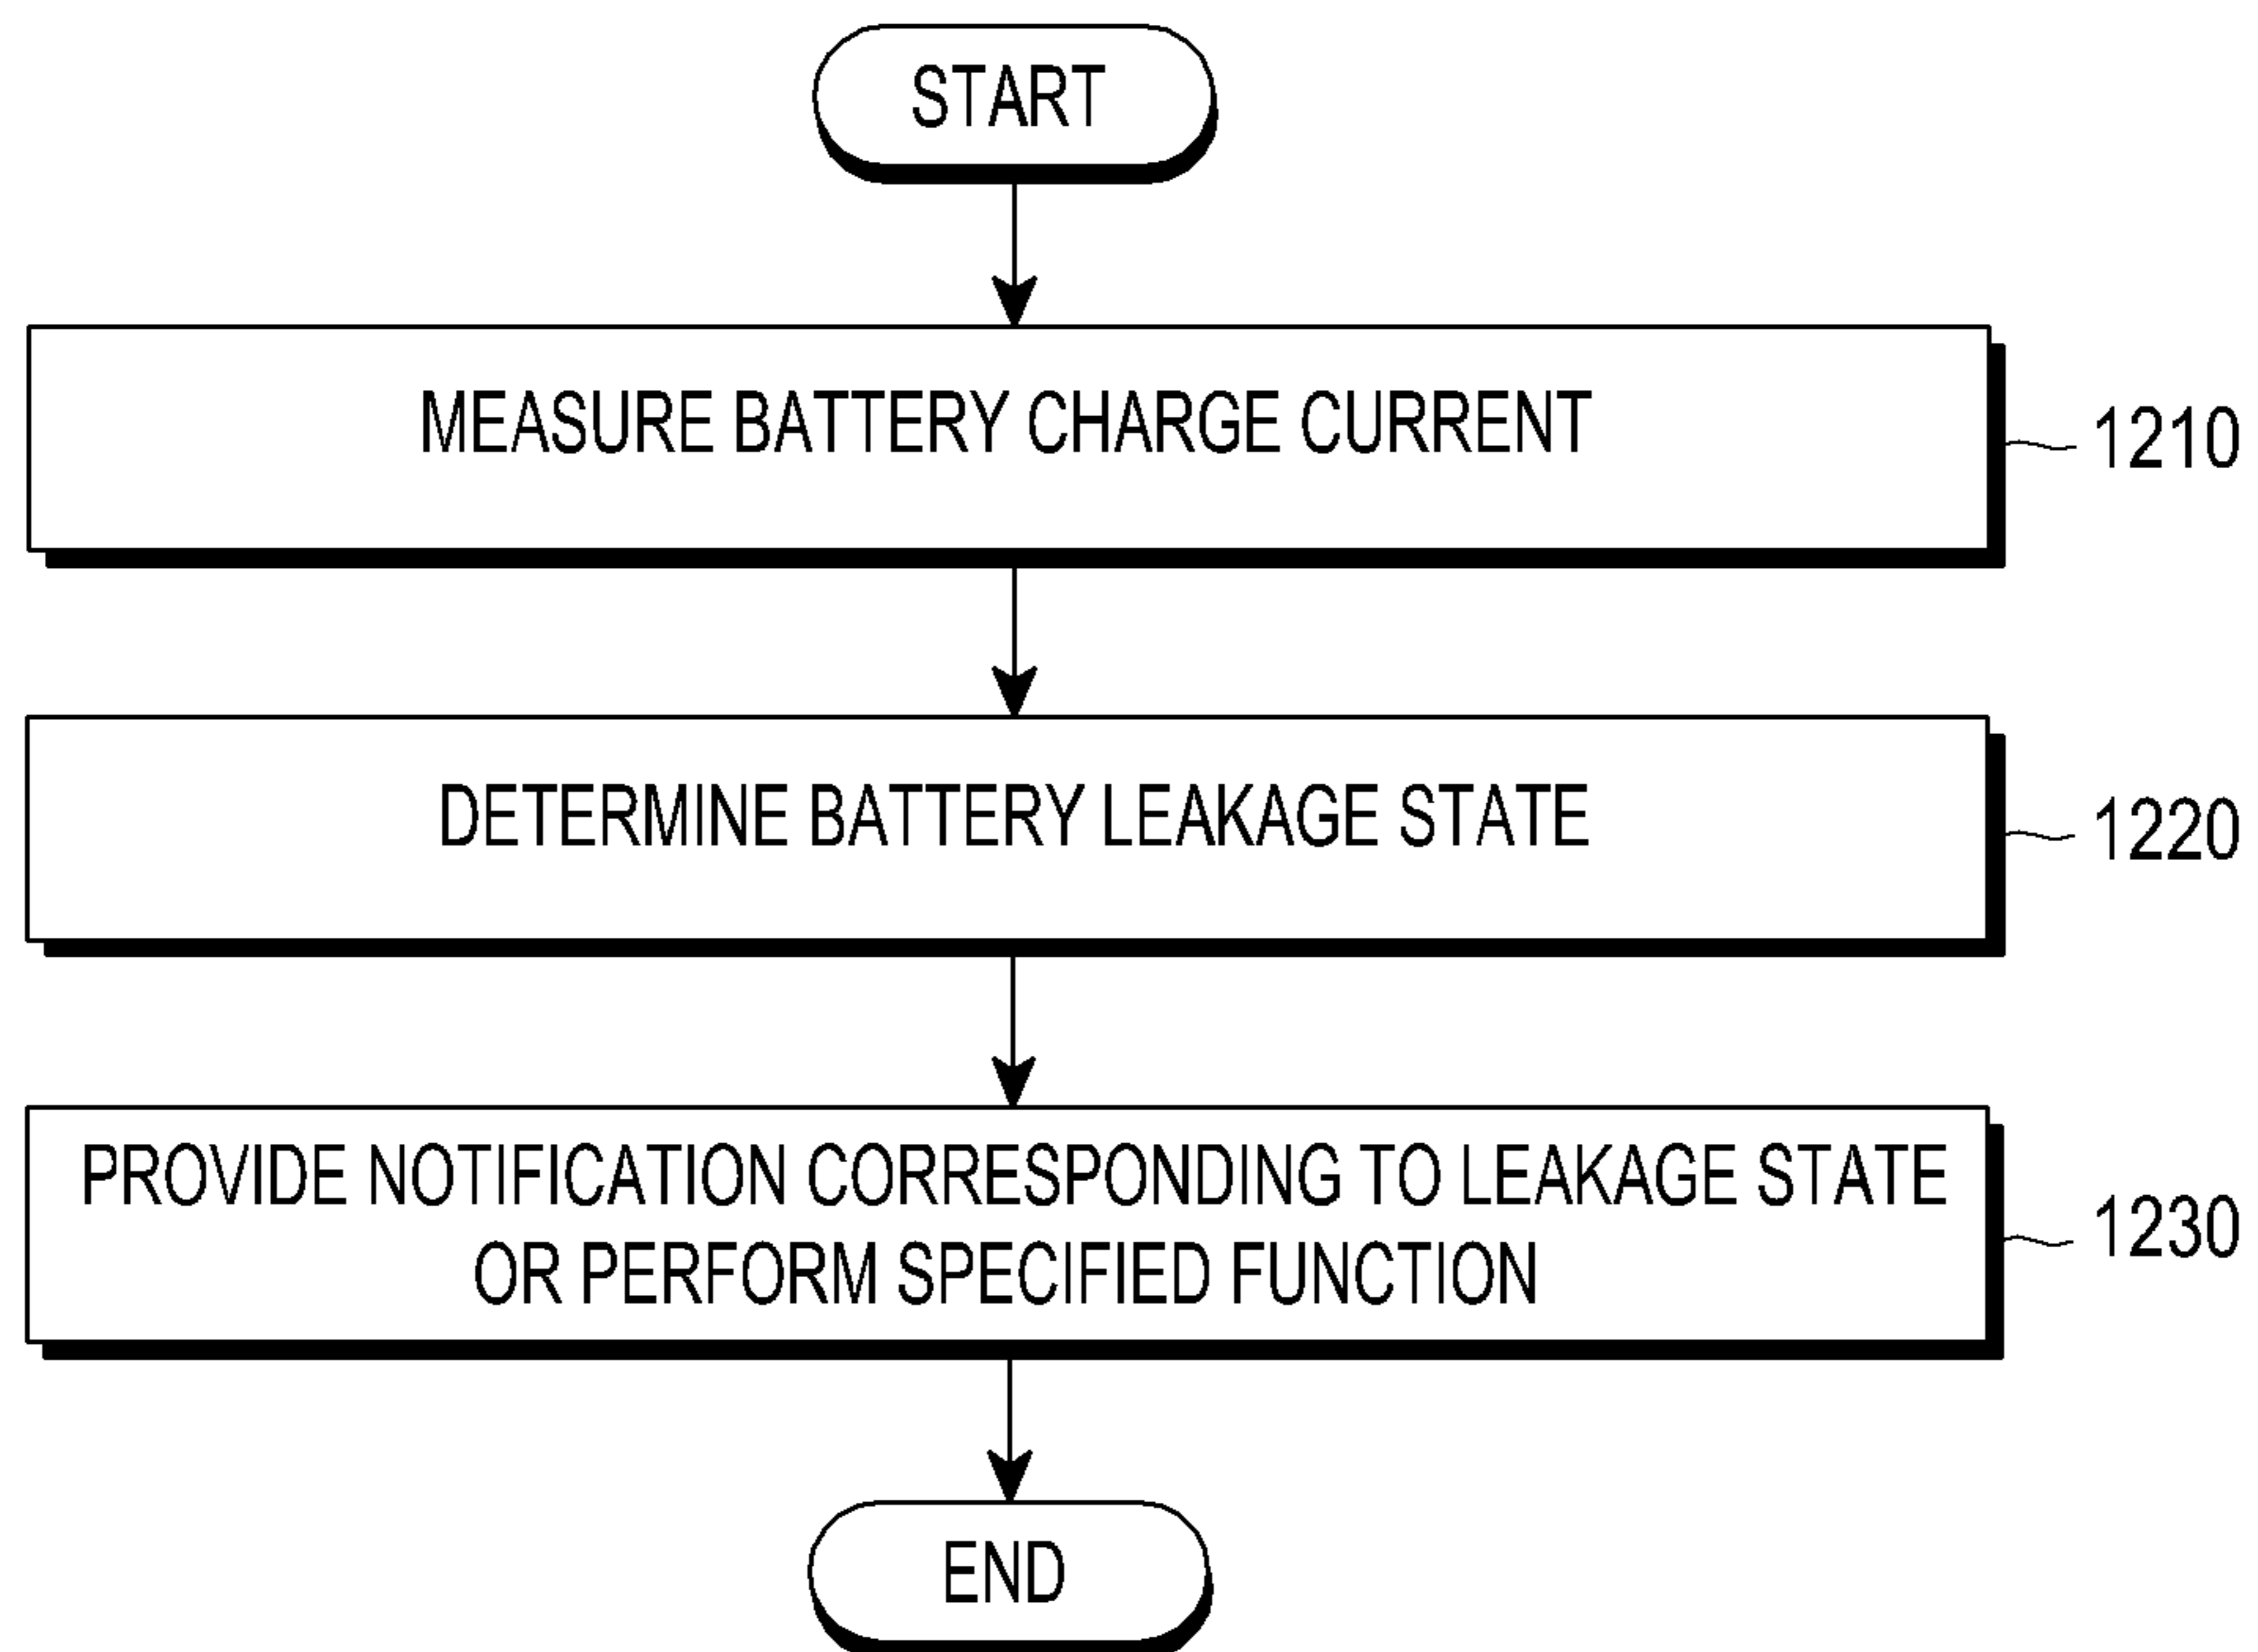 START
MEASURE BATTERY CHARGE CURRENT
1210
DETERMINE BATTERY LEAKAGE STATE
1220
PROVIDE NOTIFICATION CORRESPONDING TO LEAKAGE STATE
OR PERFORM SPECIFIED FUNCTION
1230
END